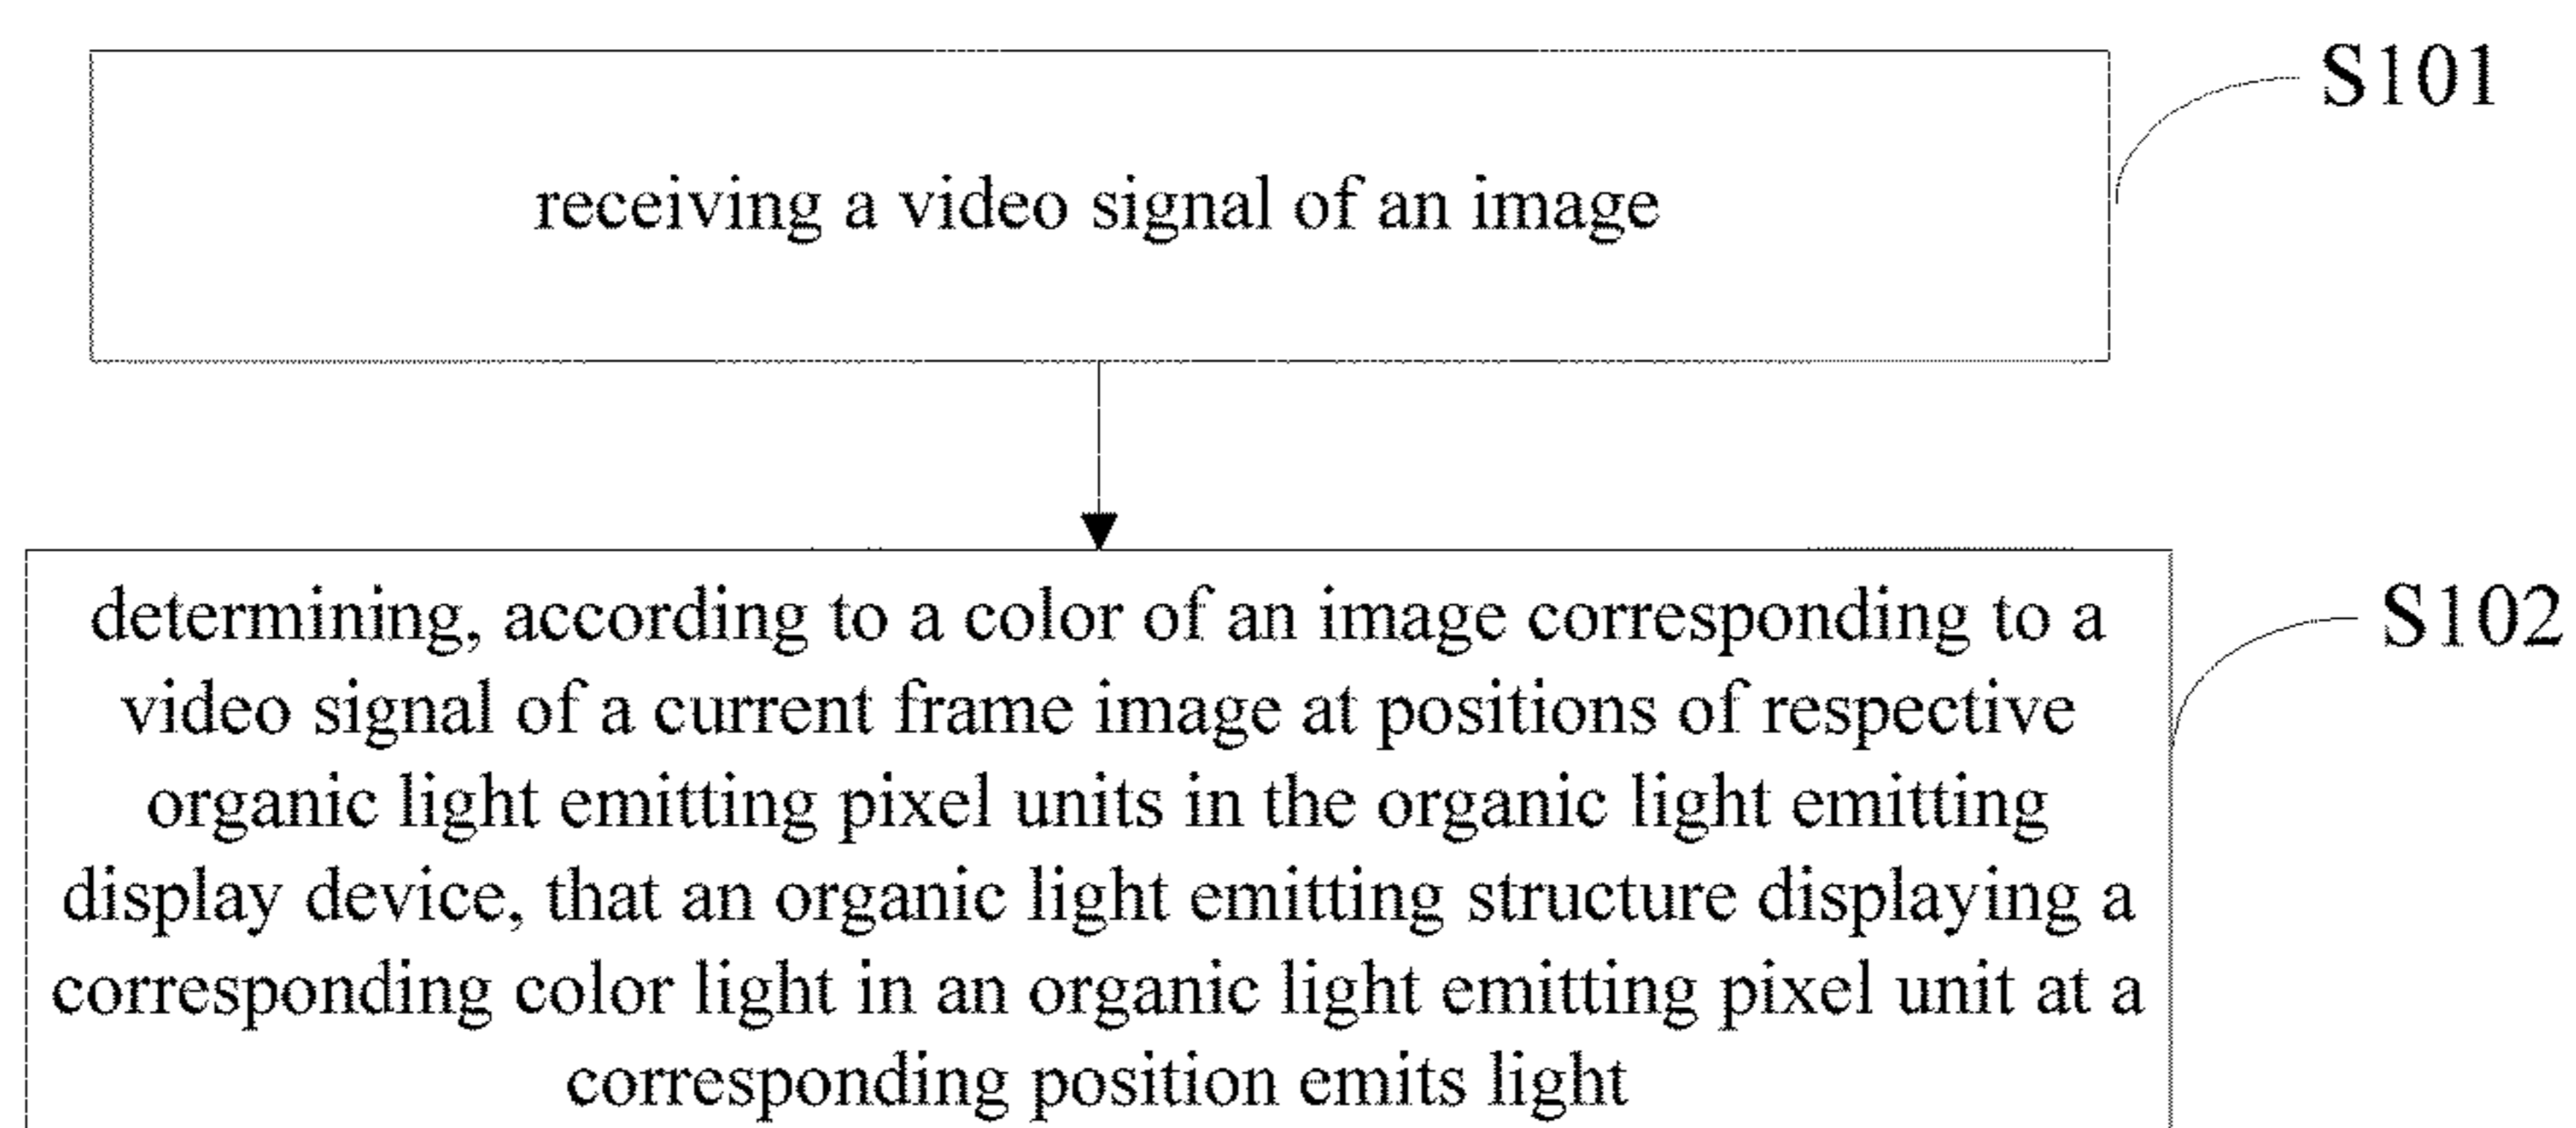 receiving a video signal of an image
S101
determining, according to a color of an image corresponding to a
video signal of a current frame image at positions of respective
organic light emitting pixel units in the organic light emitting
display device, that an organic light emitting structure displaying a
corresponding color light in an organic light emitting pixel unit at a
corresponding position emits light
S102